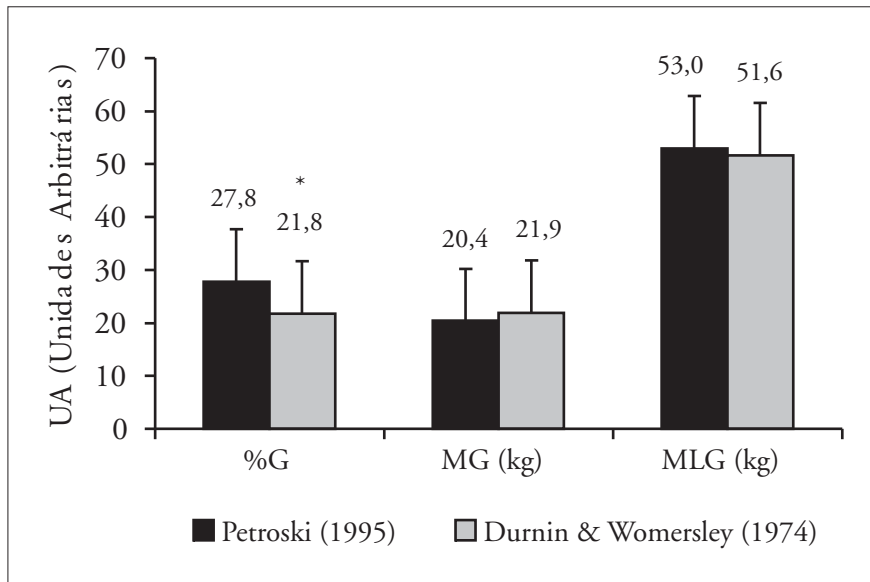 UA (Unidades Arbitrárias)
70
60
50
40
30
20
10
0
27,8
*
21,8
20,4
21,9
53,0
51,6
%G
MG (kg)
MLG (kg)
Petroski (1995)
Durnin & Womersley (1974)